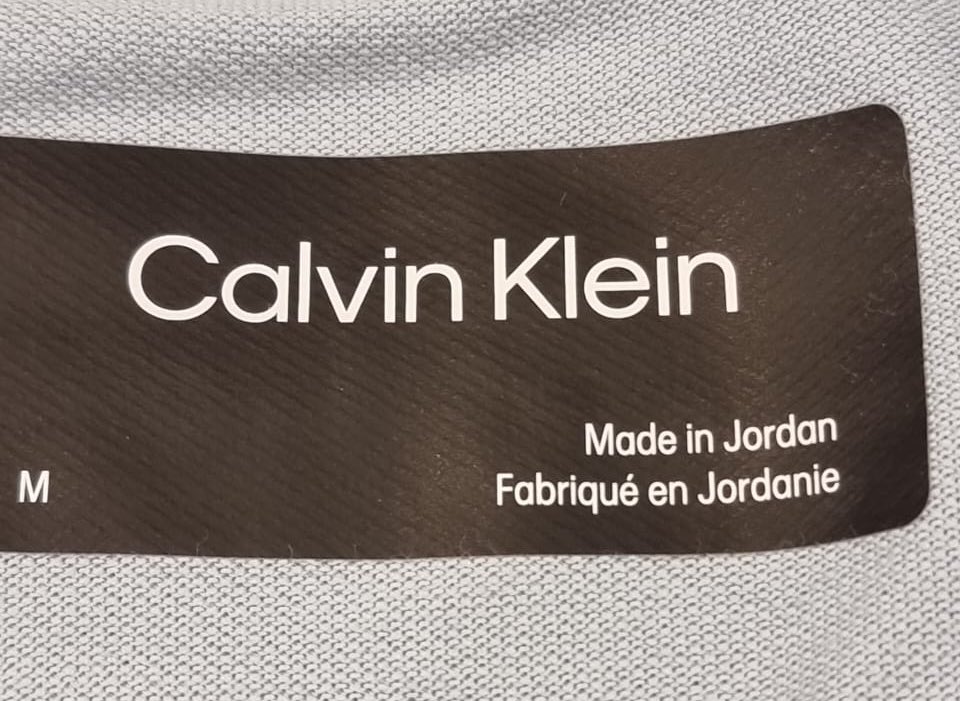 Calvin Klein
Made in Jordan
M
Fabriqué en Jordanie